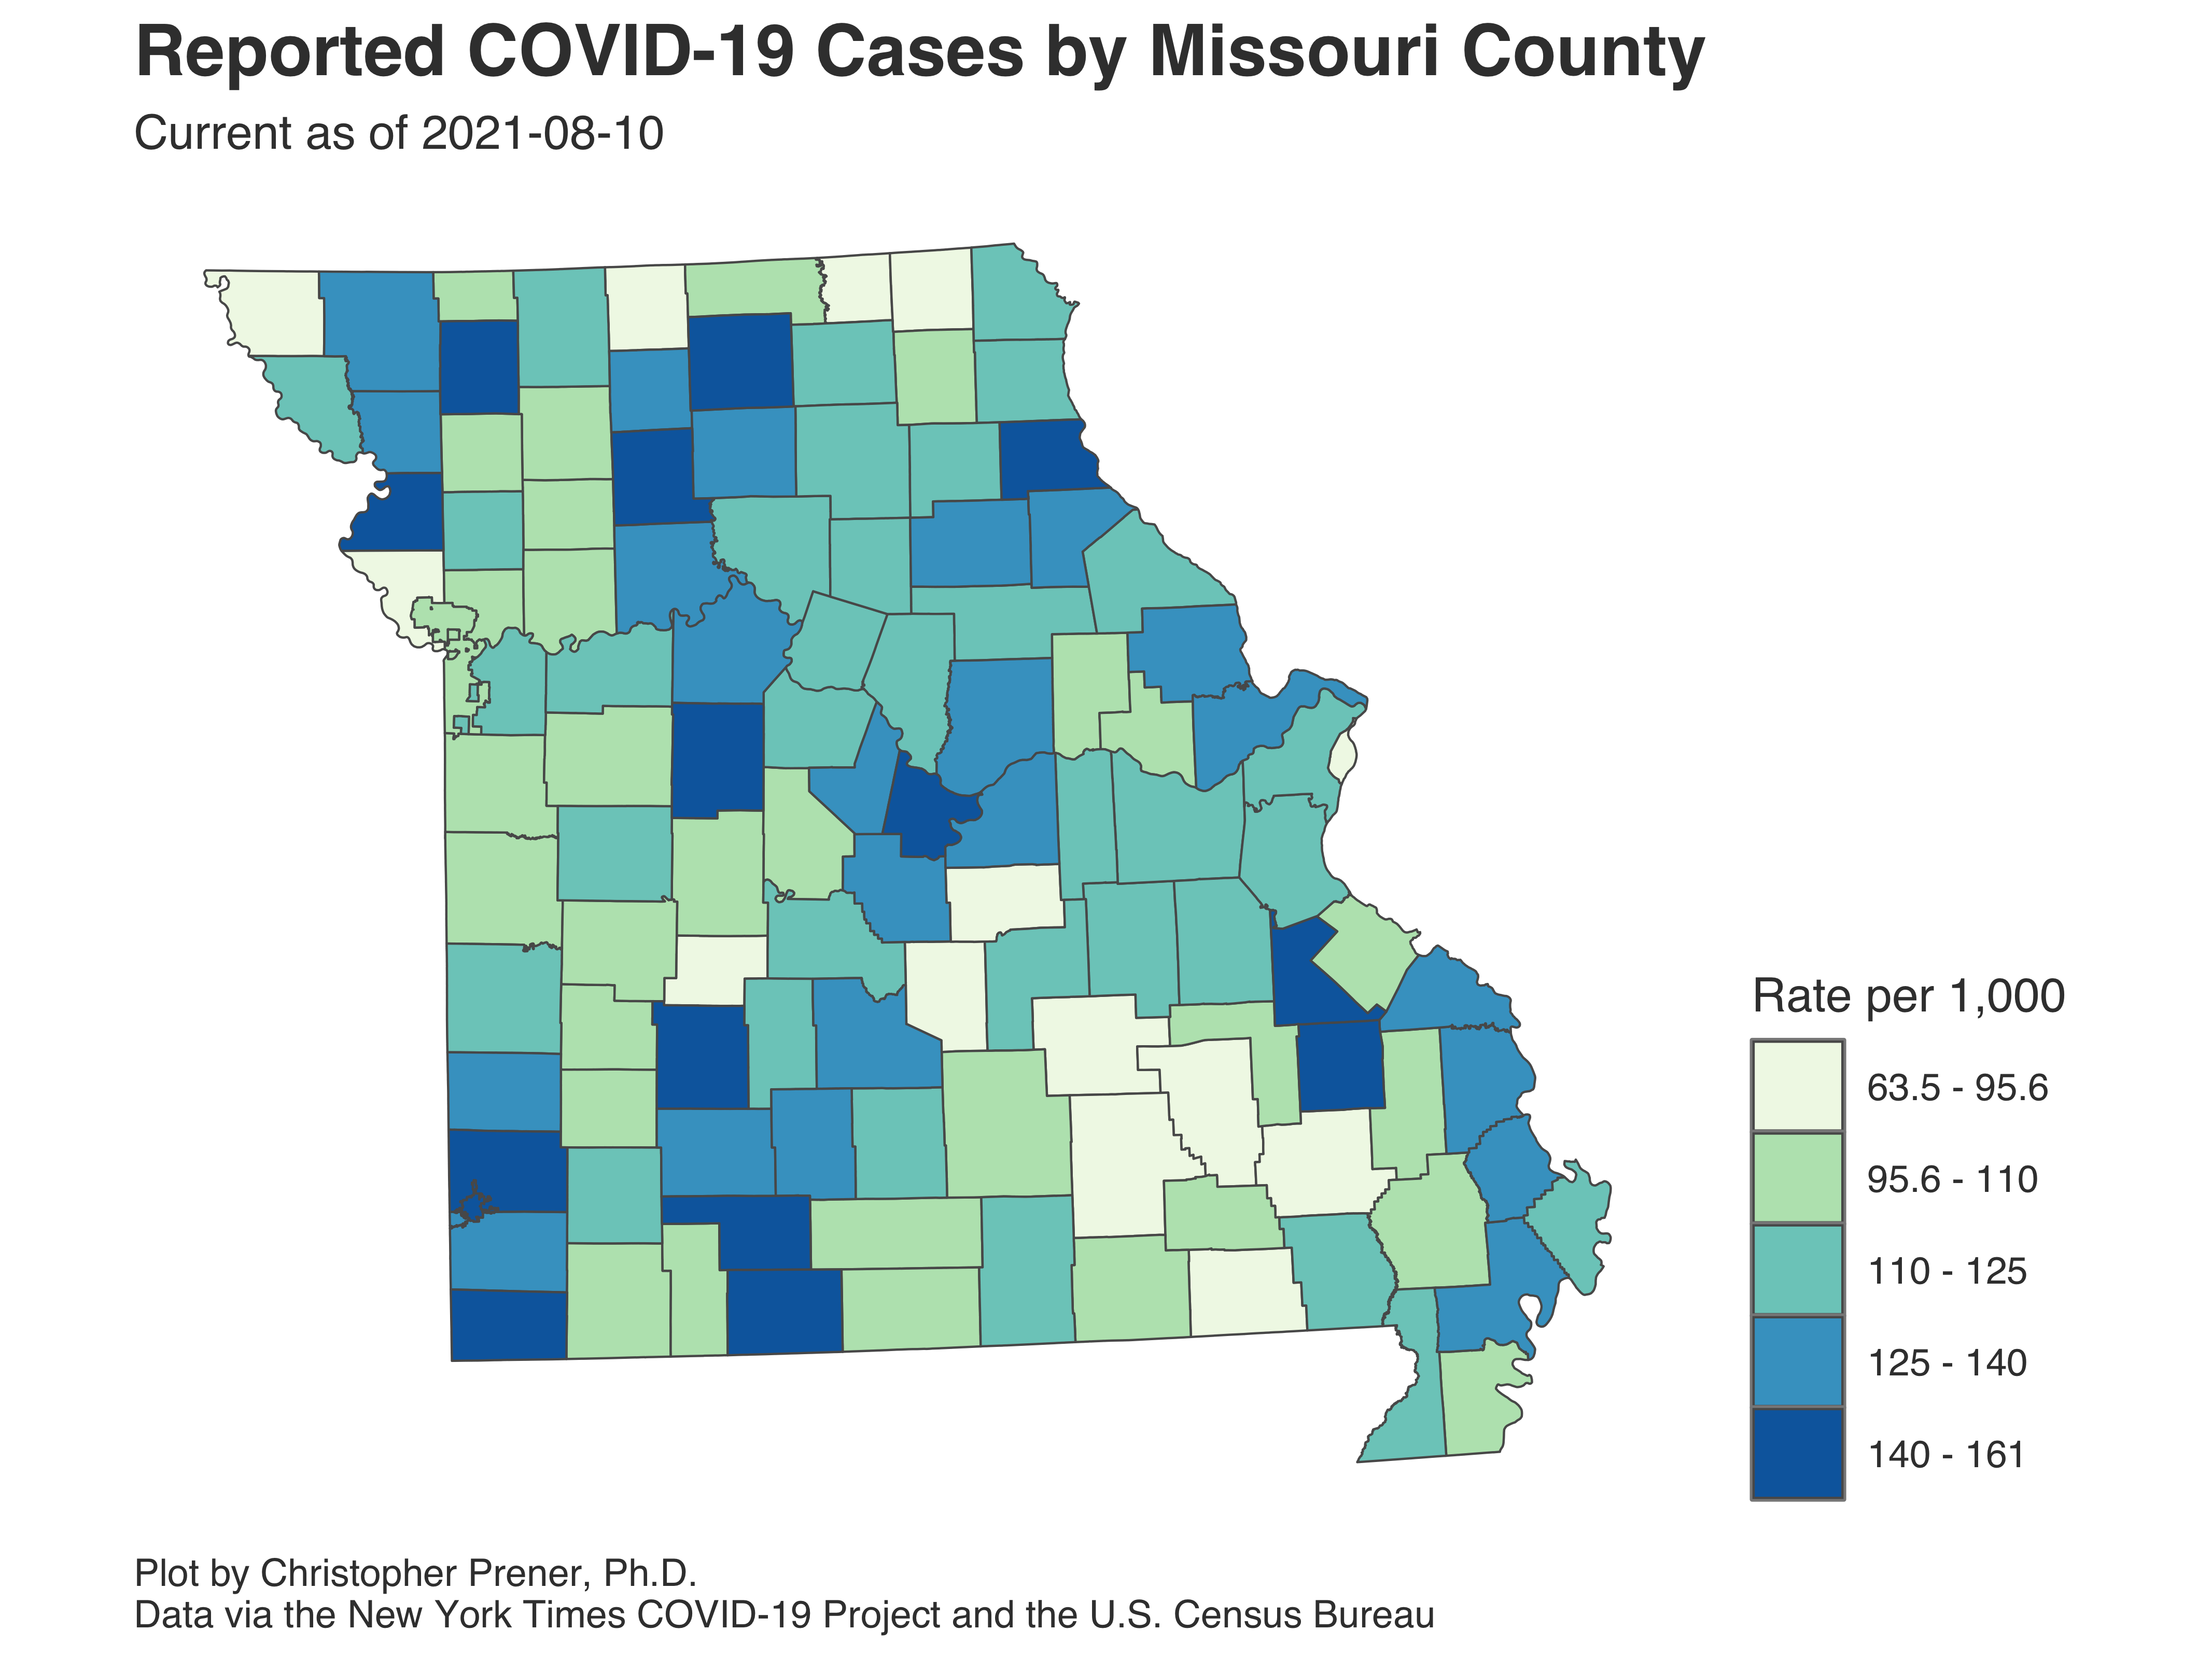 Reported COVID-19 Cases by Missouri County
Current as of 2021-08-10
Rate per 1,000
63.5 - 95.6
95.6 - 110
110 - 125
125 - 140
140 - 161
Plot by Christopher Prener, Ph.D.
Data via the New York Times COVID-19 Project and the U.S. Census Bureau